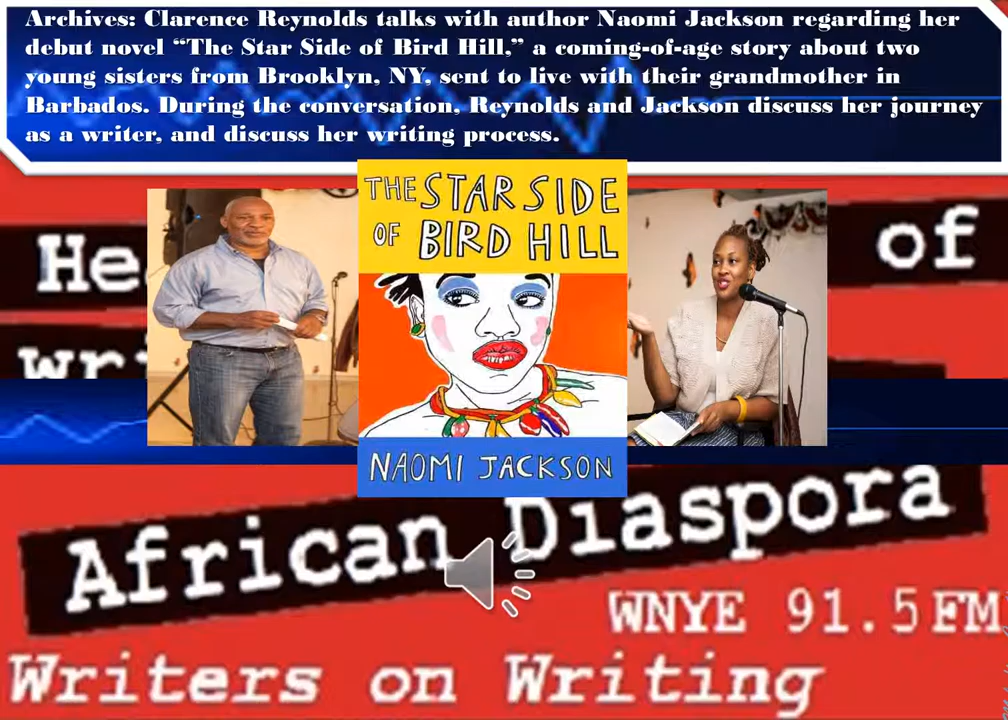 Archives: Clarence Reynolds talks with author Naomi Jackson regarding her
debut novel “The Star Side of Bird Hill,” a coming-of-age story about two
young sisters from Brooklyn, NY, sent to live with their grandmother in
Barbados. During the conversation, Reynolds and Jackson discuss her journey
as a writer, and discuss her writing process.
THE STAR SIDE
OF BIRD HILL
of
NAOMI JACKSON
African Diaspora
WNYE 91.5 FM
Writers on Writing